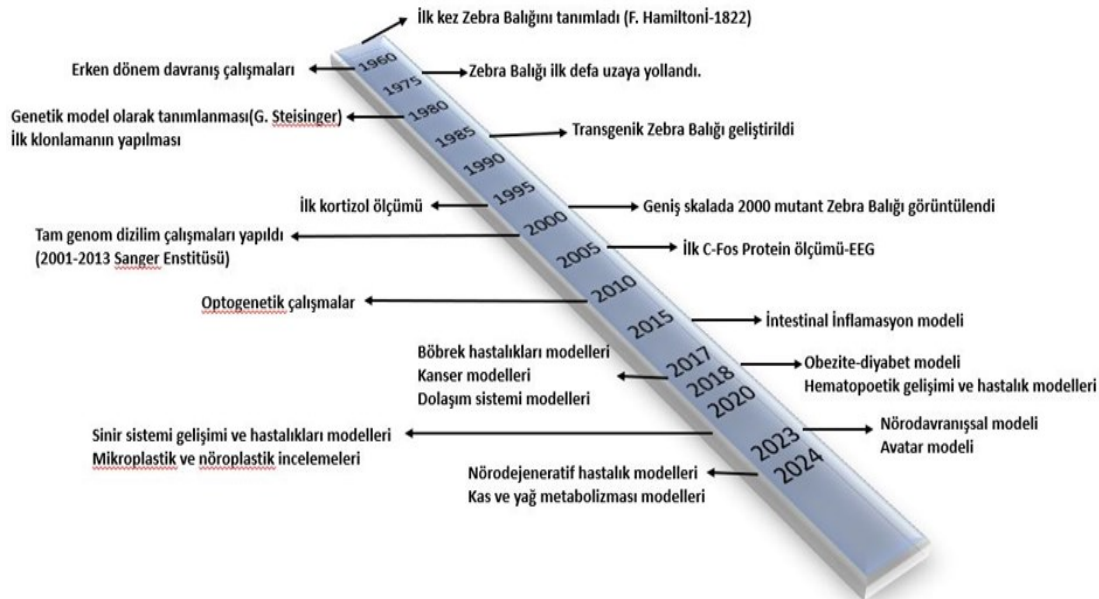 İlk kez Zebra Balığını tanımladı (F. Hamiltonİ-1822)
1960
Erken dönem davranış çalışmaları
Zebra Balığı ilk defa uzaya yollandı.
1975
Genetik model olarak tanımlanması(G. Steisinger)
İlk klonlamanın yapılması
1980
Transgenik Zebra Balığı geliştirildi
1985
1990
1995
İlk kortizol ölçümü
Geniş skalada 2000 mutant Zebra Balığı görüntülendi
2000
Tam genom dizilim çalışmaları yapıldı
(2001-2013 Sanger Enstitüsü)
İlk C-Fos Protein ölçümü-EEG
2005
2010
Optogenetik çalışmalar
2015
İntestinal İnflamasyon modeli
Böbrek hastalıkları modelleri
Kanser modelleri
Dolaşım sistemi modelleri
2017
2018
Obezite-diyabet modeli
Hematopoetik gelişimi ve hastalık modelleri
2020
Sinir sistemi gelişimi ve hastalıkları modelleri
Mikroplastik ve nöroplastik incelemeleri
Nörodavranışsal modeli
Avatar modeli
2023
2024
Nörodejeneratif hastalık modelleri
Kas ve yağ metabolizması modelleri